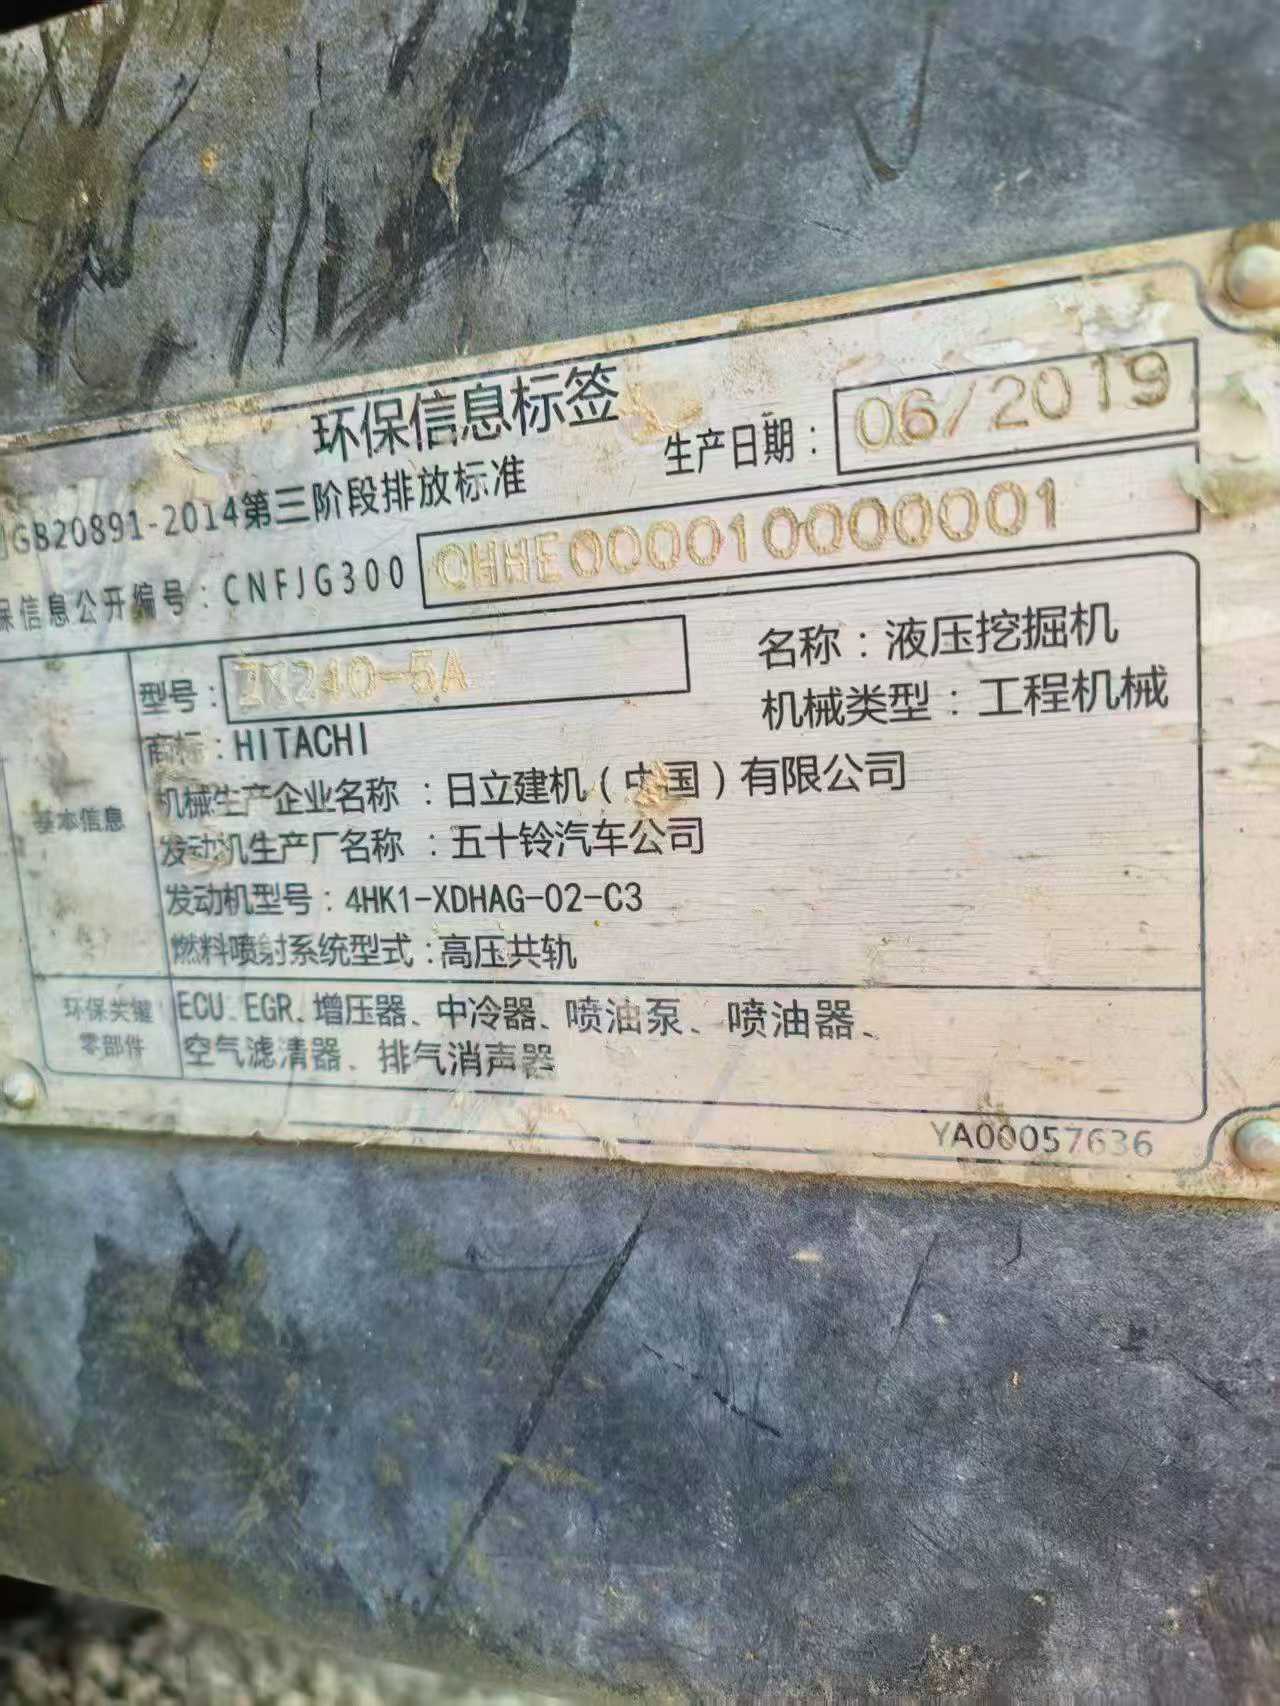 环保信息标签
GB20891-2014第三阶段排放标准
生产日期：06/2019
保信息公开编号：CNFJG300 0HHE000010000001
基本信息
型号：ZX240-5A
名称：液压挖掘机
商标：HITACHI
机械类型：工程机械
机械生产企业名称：日立建机（中国）有限公司
发动机生产厂名称：五十铃汽车公司
发动机型号：4HK1-XDHAG-02-C3
燃料喷射系统型式：高压共轨
环保关键
零部件
ECU、EGR、增压器、中冷器、喷油泵、喷油器、
空气滤清器、排气消声器
YA00057636